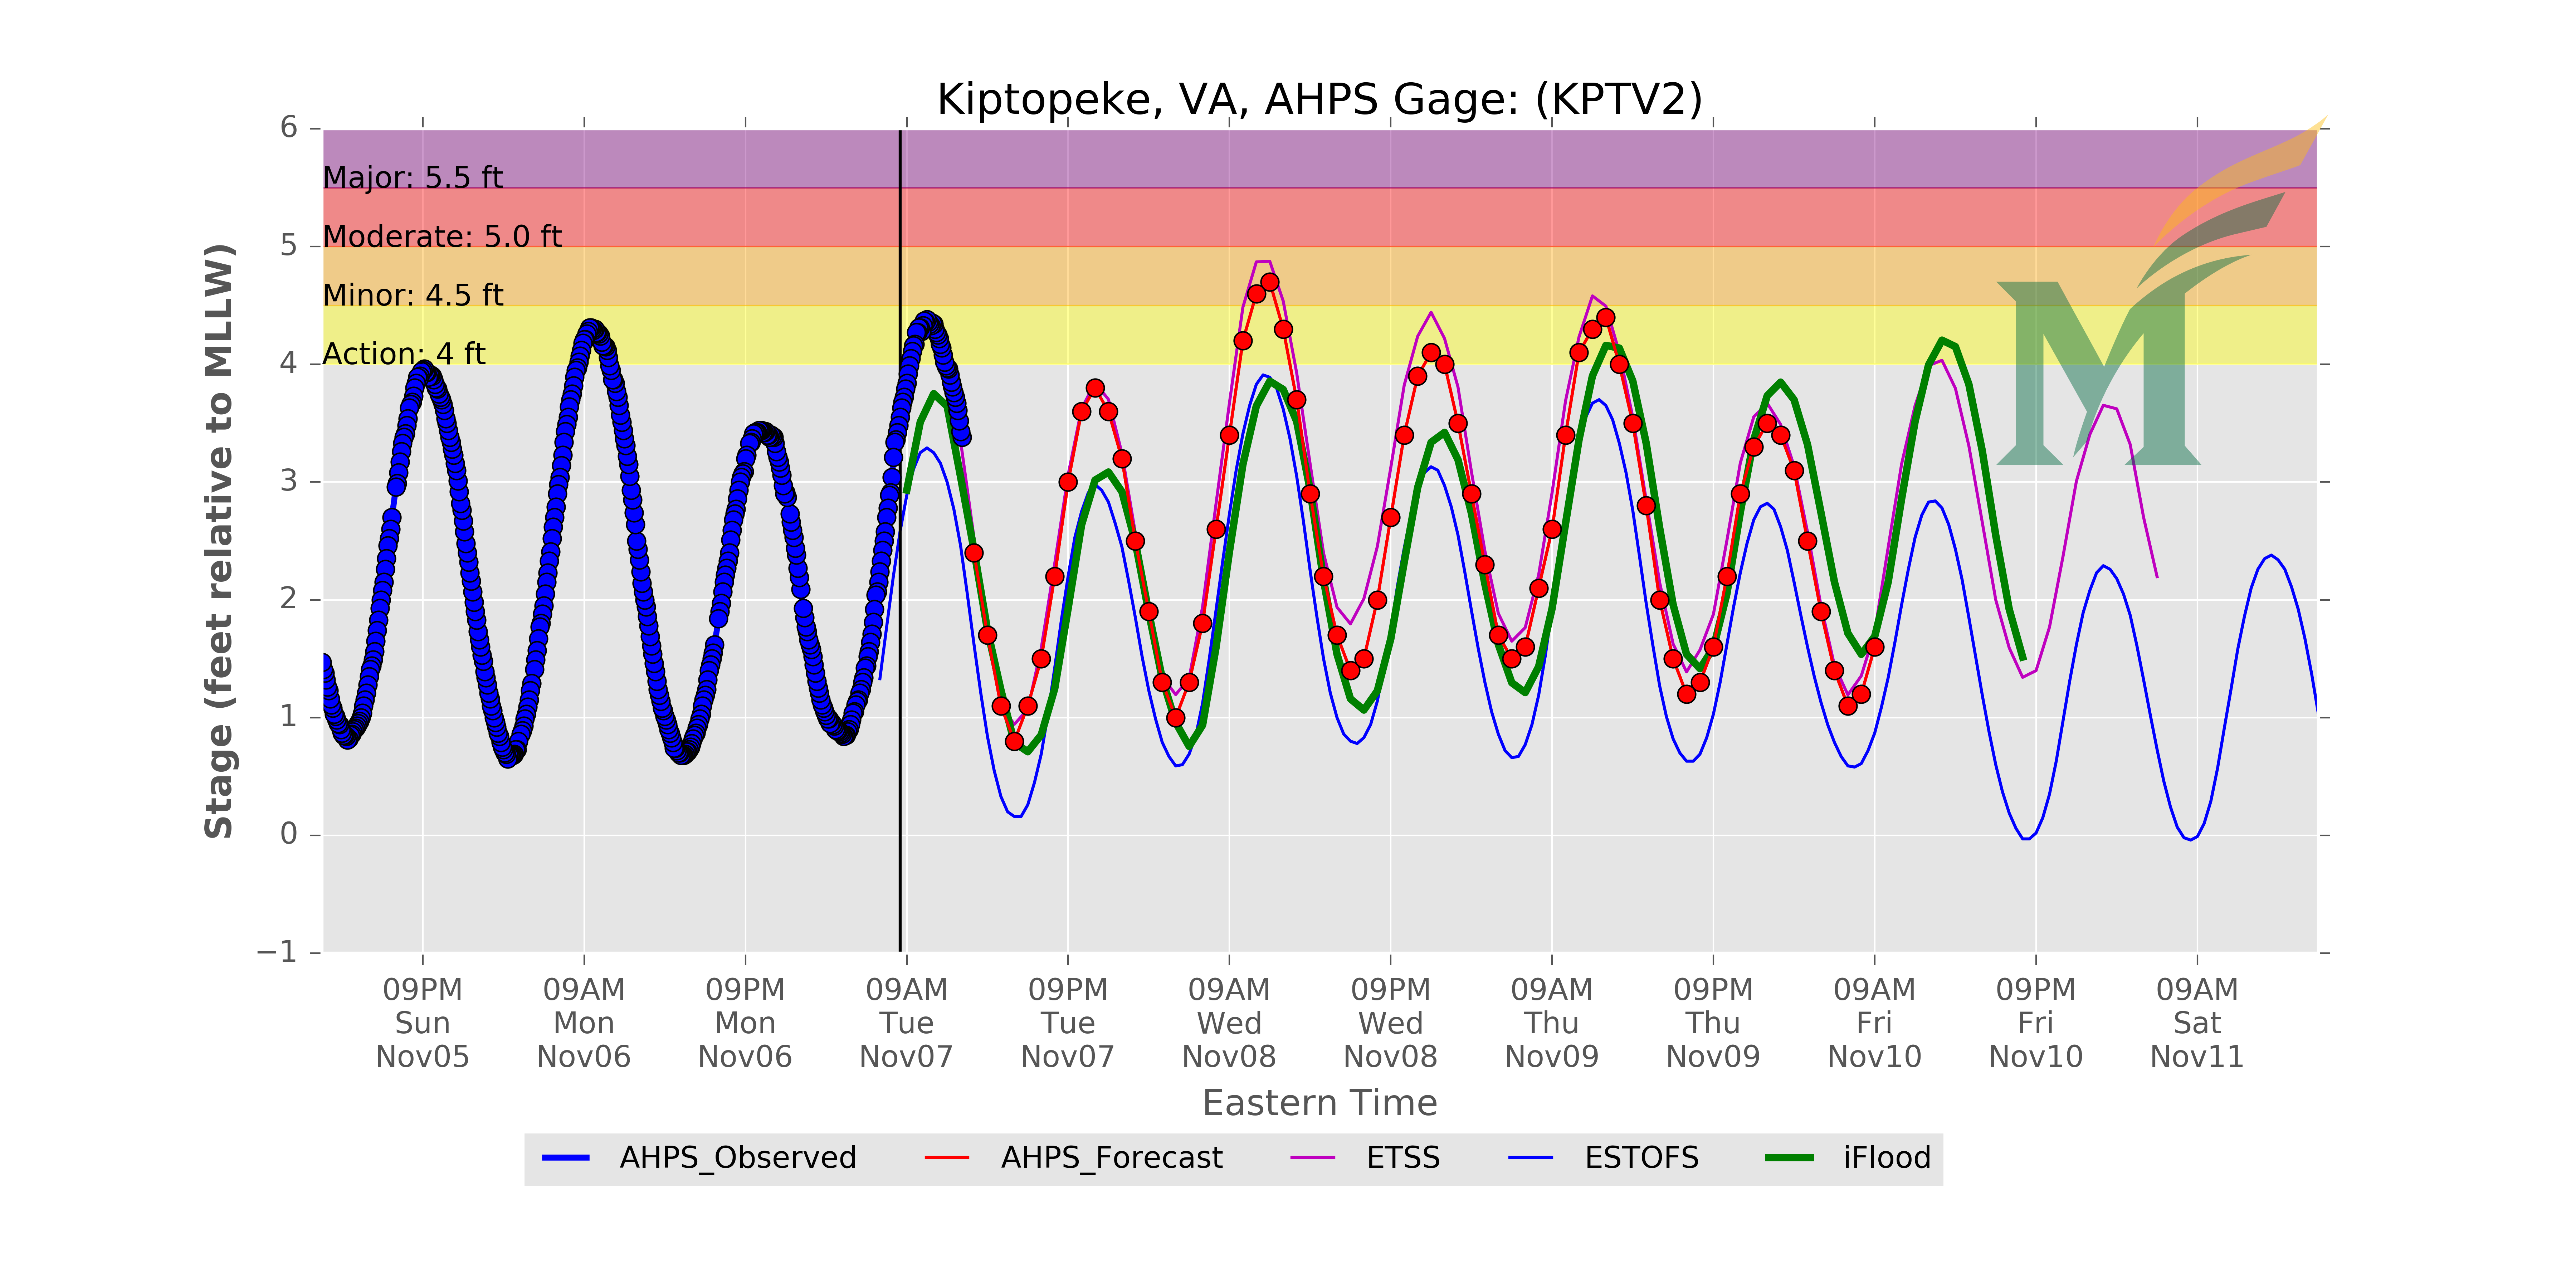 Kiptopeke, VA, AHPS Gage: (KPTV2)
6
5
4
3
2
1
0
−1
Stage (feet relative to MLLW)
Major: 5.5 ft
Moderate: 5.0 ft
Minor: 4.5 ft
Action: 4 ft
M
09PM
Sun
Nov05
09AM
Mon
Nov06
09PM
Mon
Nov06
09AM
Tue
Nov07
09PM
Tue
Nov07
09AM
Wed
Nov08
09PM
Wed
Nov08
09AM
Thu
Nov09
09PM
Thu
Nov09
09AM
Fri
Nov10
09PM
Fri
Nov10
09AM
Sat
Nov11
Eastern Time
AHPS_Observed
AHPS_Forecast
ETSS
ESTOFS
iFlood